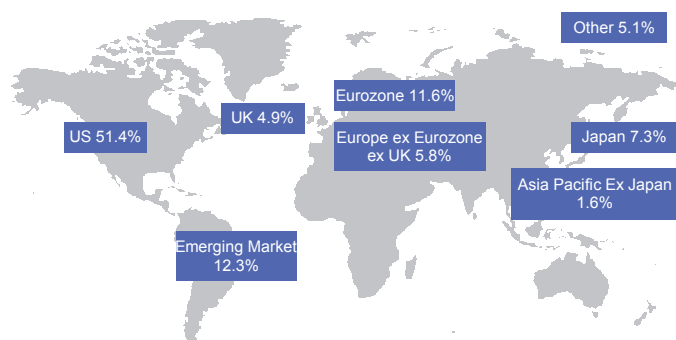 Other 5.1%
Eurozone 11.6%
UK 4.9%
US 51.4%
Europe ex Eurozone
ex UK 5.8%
Japan 7.3%
Asia Pacific Ex Japan
1.6%
Emerging Market
12.3%